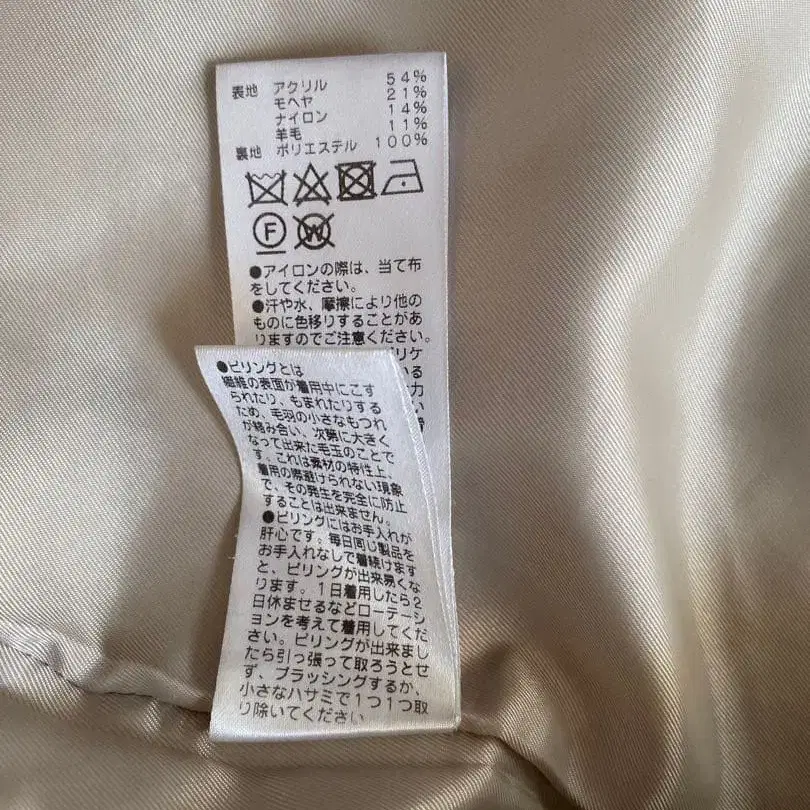 表地 アクリル 54%
モヘヤ 21%
ナイロン 14%
羊毛 11%
裏地 ポリエステル 100%
F W
●アイロンの際は、当て布
をしてください。
●汗や水、摩擦により他の
ものに色移りすることがあ
りますのでご注意ください。
リケ
いる
力
い
●ピリングとは
繊維の表面が着用中にこす
られたり、もまれたりする
ため、毛羽の小さなもつれ
が絡み合い、次第に大きく
なって出来た毛玉のことで
す。これは素材の特性上、
着用の際避けられない現象
で、その発生を完全に防止
することは出来ません。
●ピリングにはお手入れが
肝心です。毎日同じ製品を
お手入れなしで着続けます
と、ピリングが出来易くな
ります。1日着用したら2
日休ませるなどローテーシ
ョンを考えて着用してくだ
さい。ピリングが出来まし
たら引っ張って取ろうとせ
ず、ブラッシングするか、
小さなハサミで1つ1つ取
り除いてください